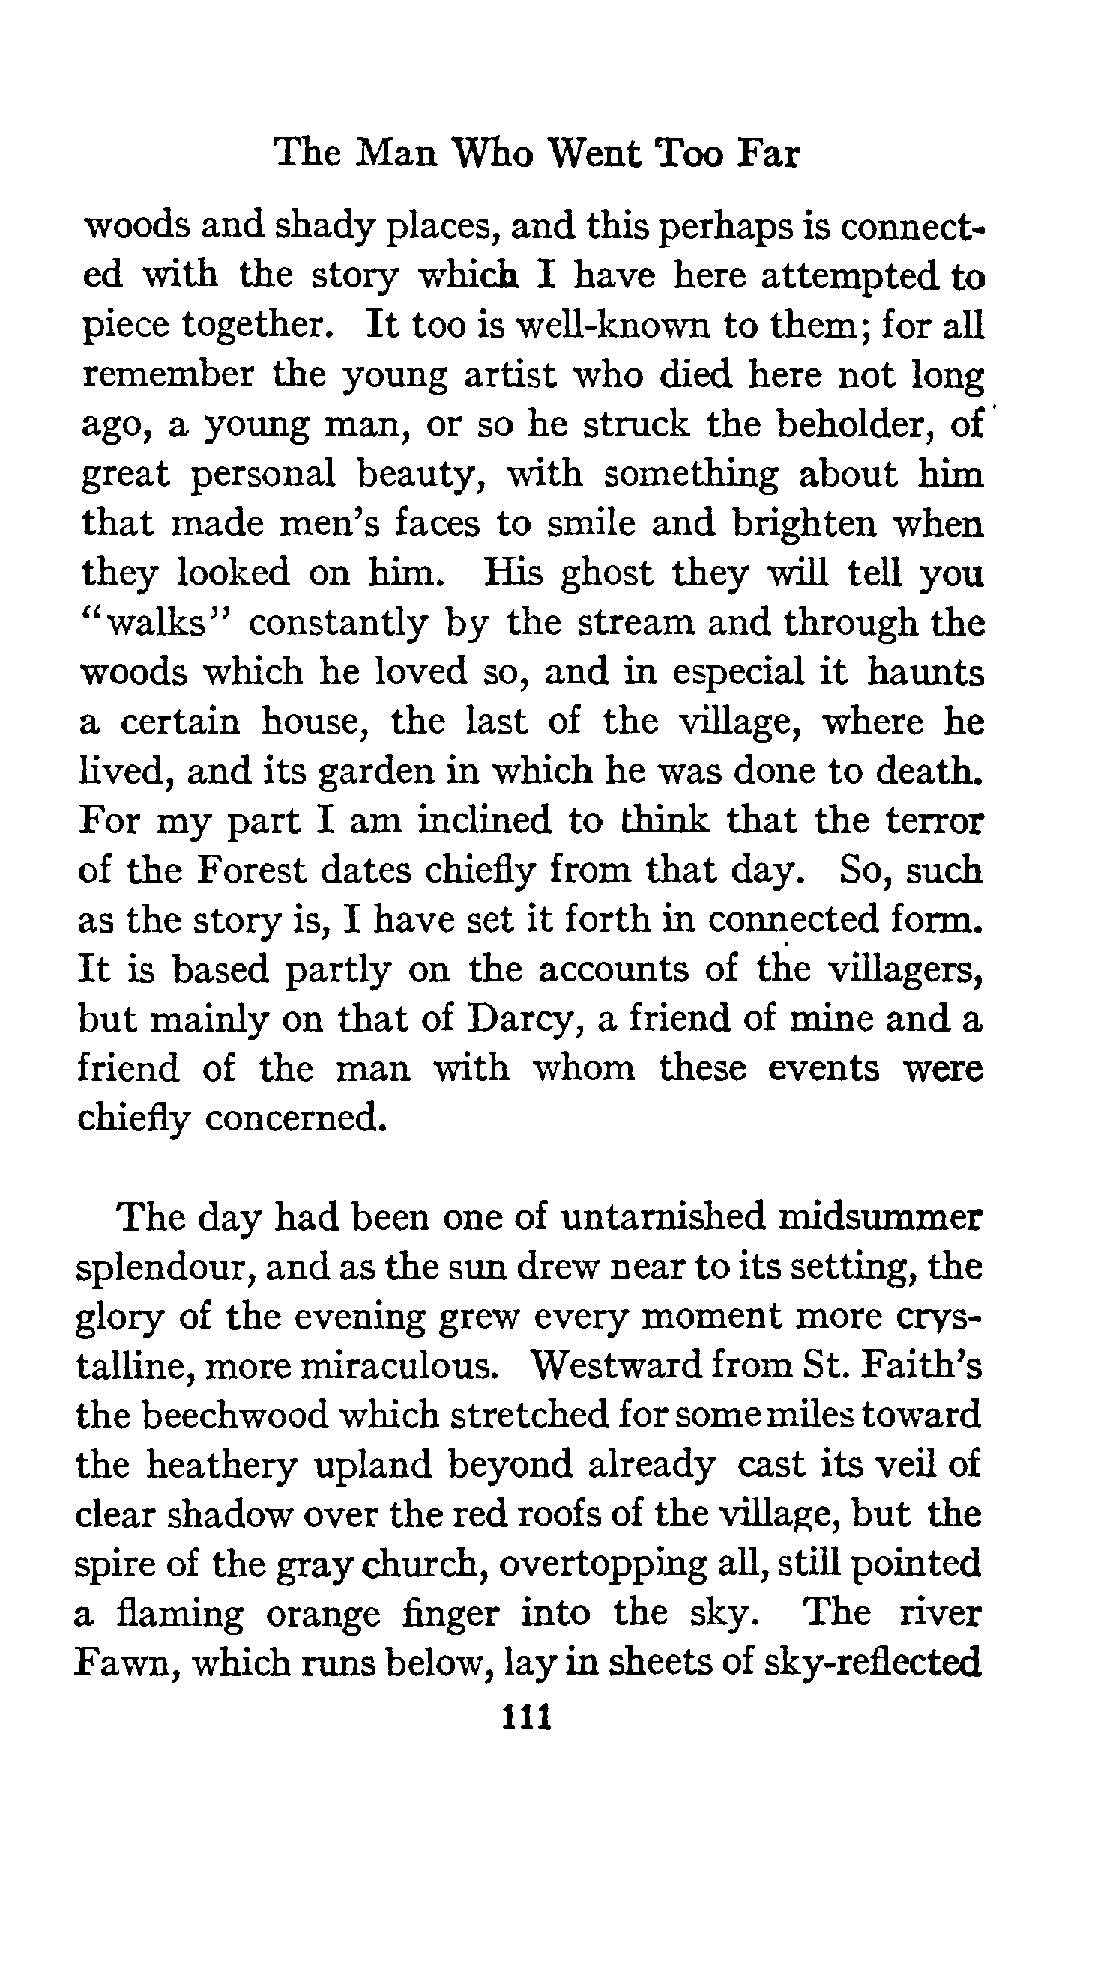 The Man Who Went Too Far
woods and shady places, and this perhaps is connect-
ed with the story which I have here attempted to
piece together. It too is well-known to them; for all
remember the young artist who died here not long
ago, a young man, or so he struck the beholder, of
great personal beauty, with something about him
that made men's faces to smile and brighten when
they looked on him. His ghost they will tell you
"walks" constantly by the stream and through the
woods which he loved so, and in especial it haunts
a certain house, the last of the village, where he
lived, and its garden in which he was done to death.
For my part I am inclined to think that the terror
of the Forest dates chiefly from that day. So, such
as the story is, I have set it forth in connected form.
It is based partly on the accounts of the villagers,
but mainly on that of Darcy, a friend of mine and a
friend of the man with whom these events were
chiefly concerned.
The day had been one of untarnished midsummer
splendour, and as the sun drew near to its setting, the
glory of the evening grew every moment more crys-
talline, more miraculous. Westward from St. Faith's
the beechwood which stretched for some miles toward
the heathery upland beyond already cast its veil of
clear shadow over the red roofs of the village, but the
spire of the gray church, overtopping all, still pointed
a flaming orange finger into the sky. The river
Fawn, which runs below, lay in sheets of sky-reflected
111